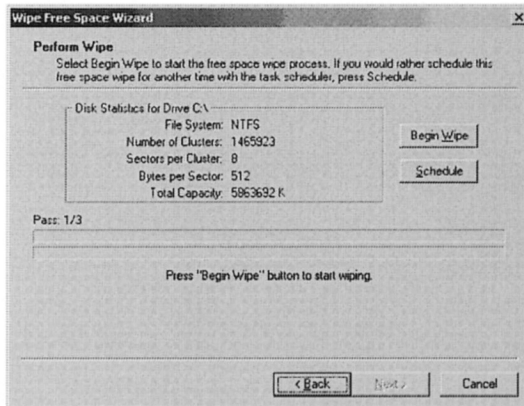 Wipe Free Space Wizard
Perform Wipe
Select Begin Wipe to start the free space wipe process. If you would rather schedule this
free space wipe for another time with the task scheduler, press Schedule.
Disk Statistics for Drive C:\
File System: NTFS
Number of Clusters: 1465923
Sectors per Cluster: 8
Bytes per Sector: 512
Total Capacity: 5863692 K
Begin Wipe
Schedule
Pass: 1/3
Press "Begin Wipe" button to start wiping.
< Back
Next >
Cancel